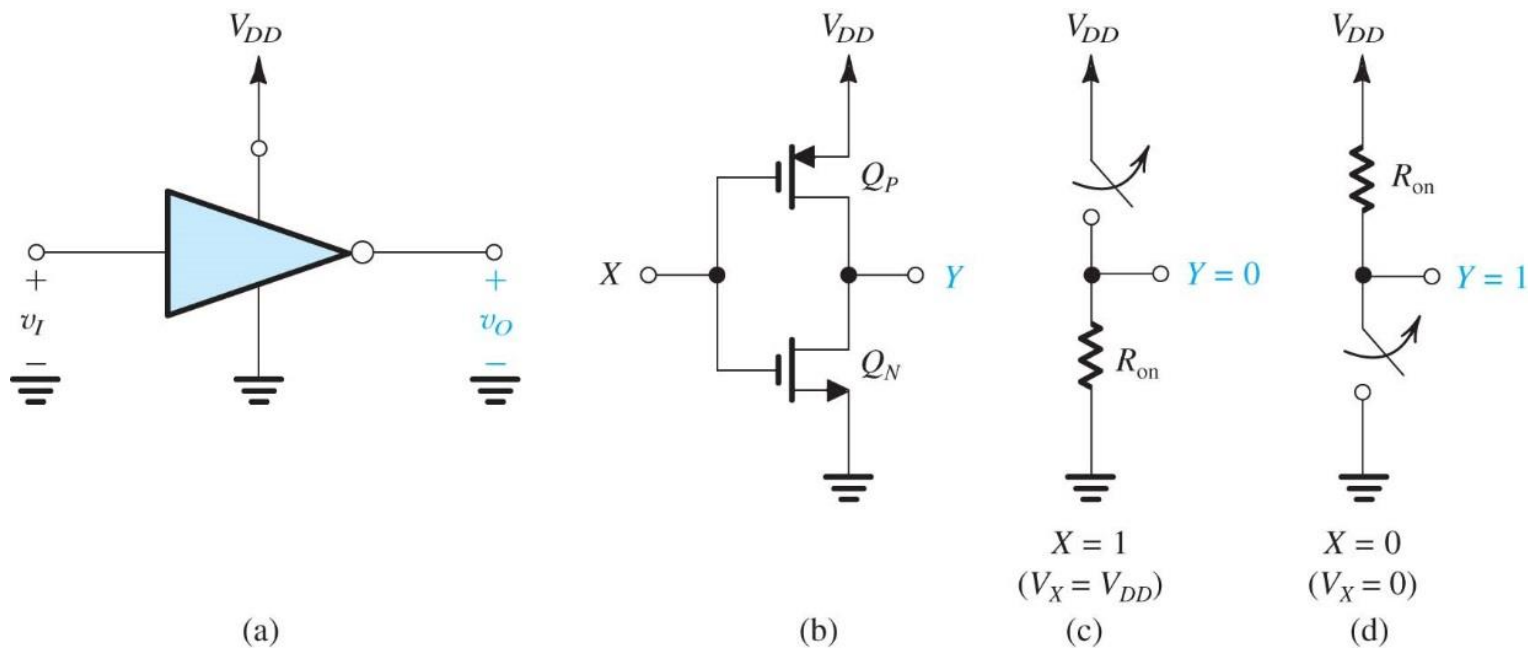 V_DD
+
v_I
−
+
v_O
−
(a)
V_DD
Q_P
X
Y
Q_N
(b)
V_DD
Y = 0
R_on
X = 1
(V_X = V_DD)
(c)
V_DD
R_on
Y = 1
X = 0
(V_X = 0)
(d)